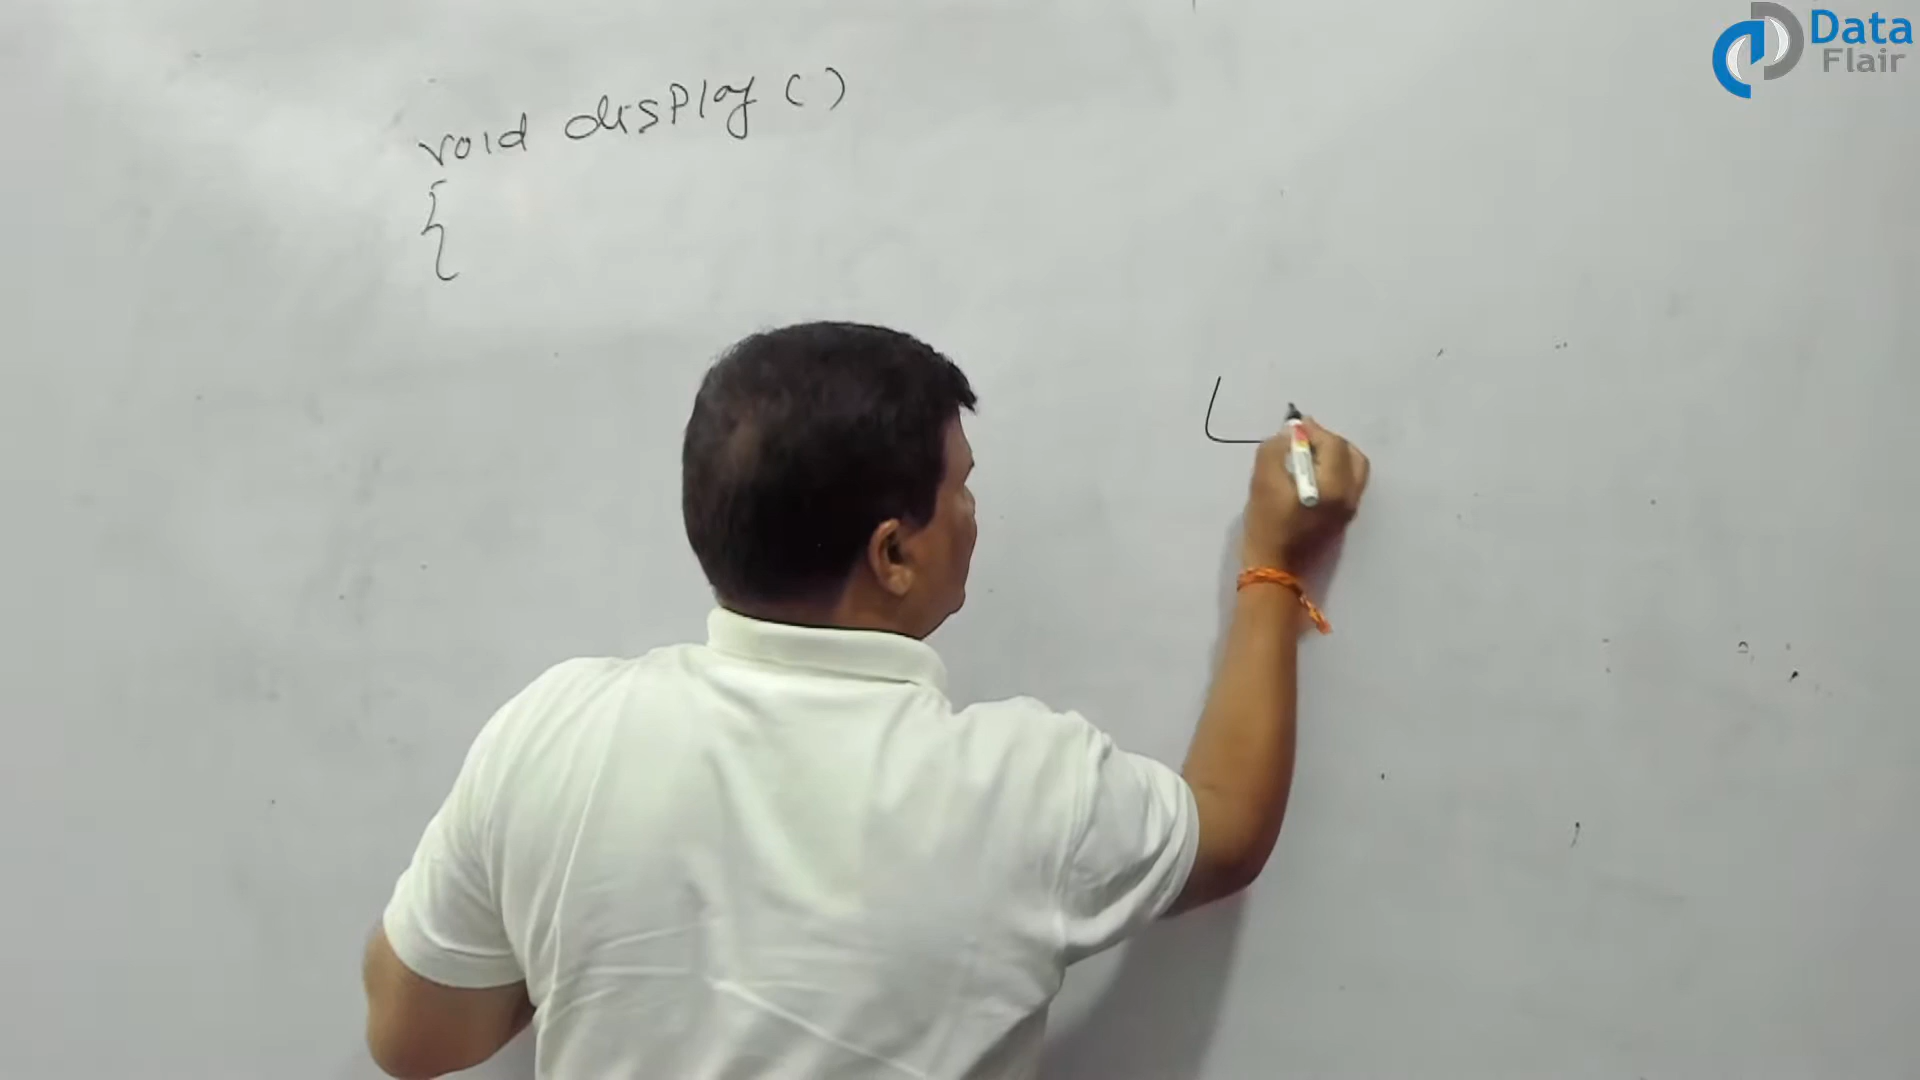 void display ()
{
Data
Flair